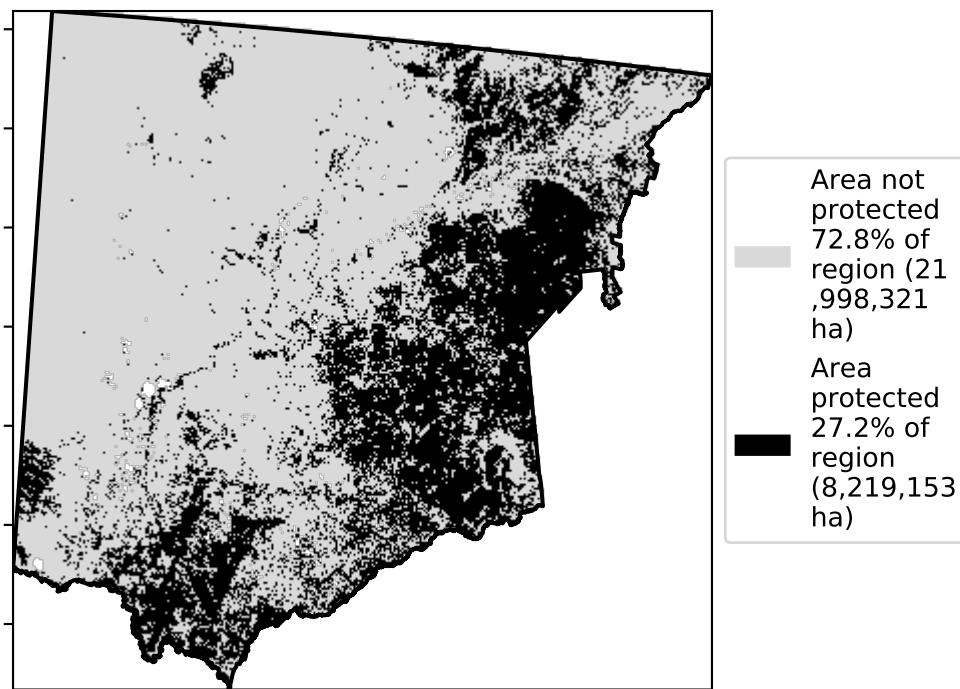 Area not
protected
72.8% of
region (21
,998,321
ha)
Area
protected
27.2% of
region
(8,219,153
ha)